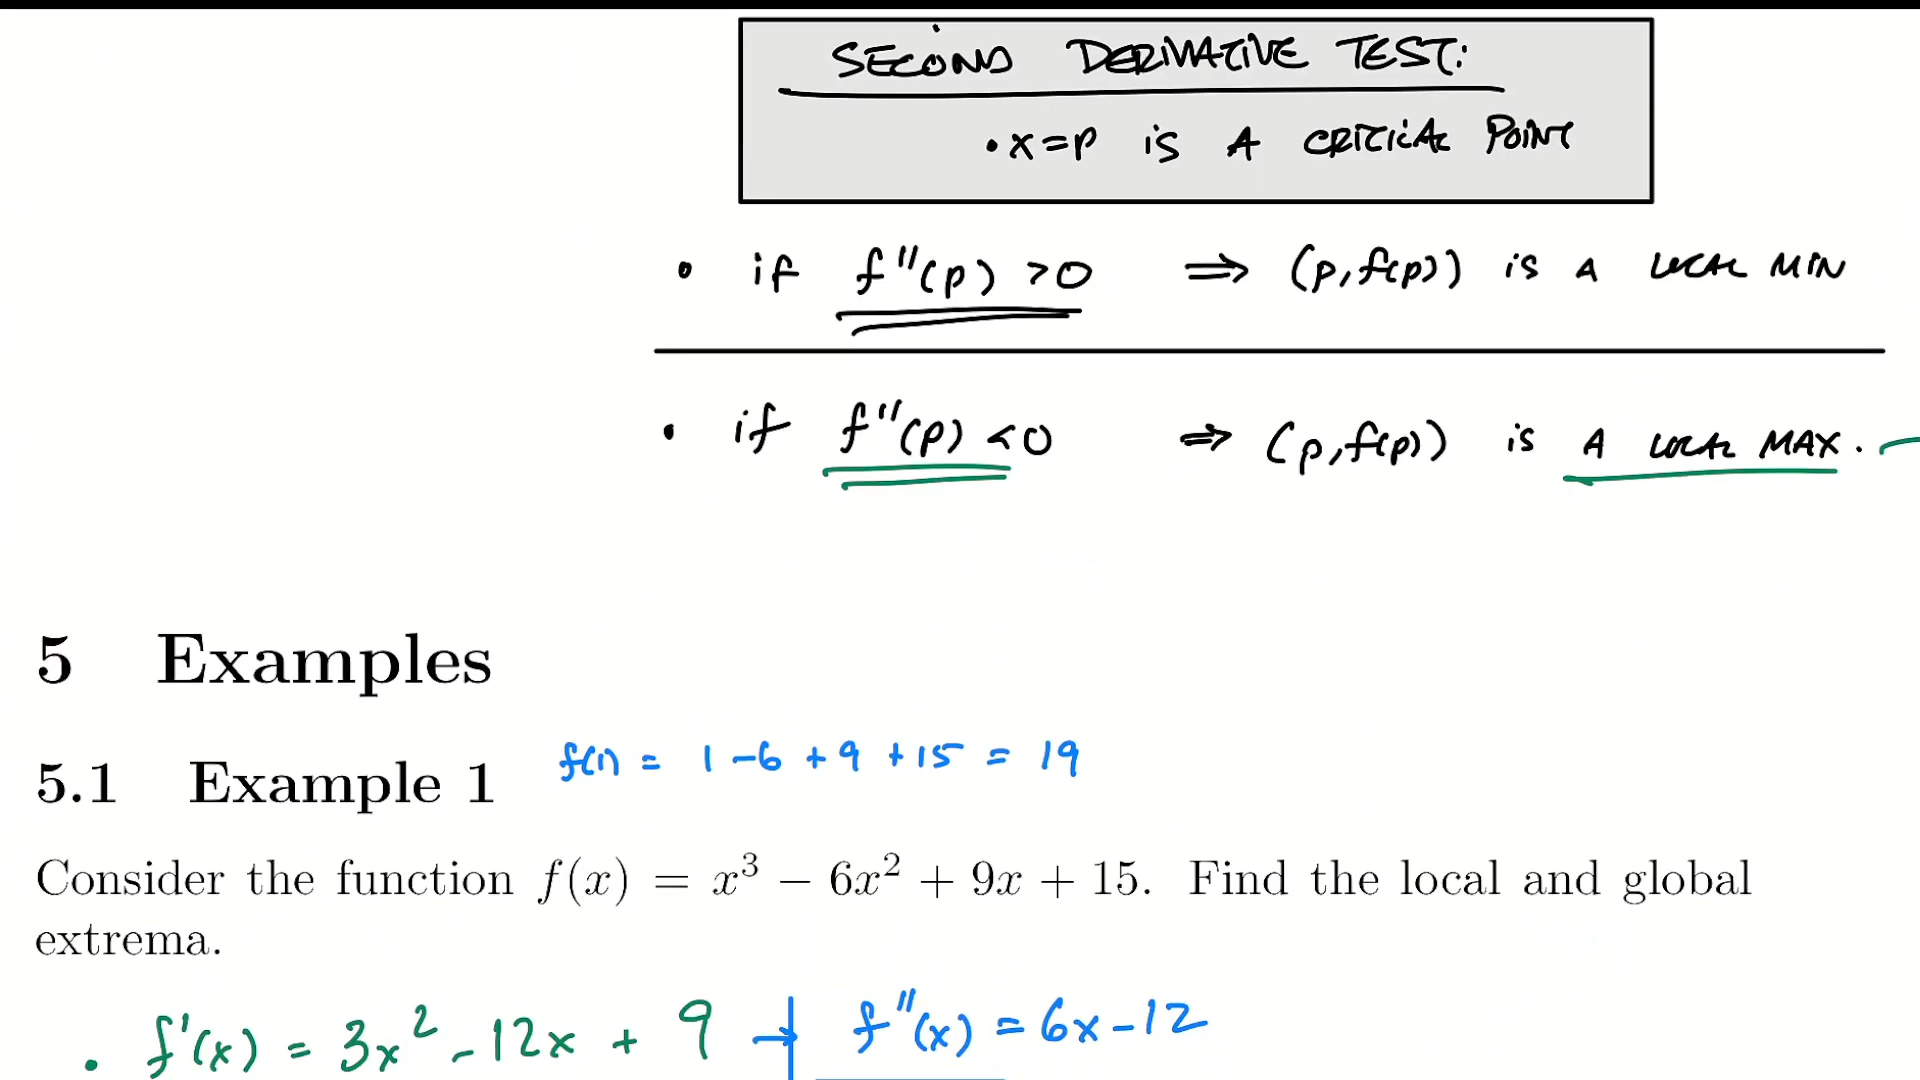 SECOND DERIVATIVE TEST:
• x=p is A CRITICAL POINT
• if f''(p) >0 ⇒ (p,f(p)) is A LOCAL MIN
• if f''(p) <0 ⇒ (p,f(p)) is A LOCAL MAX.
5 Examples
5.1 Example 1
f(1) = 1 -6 +9 +15 = 19
Consider the function f(x) = x³ − 6x² + 9x + 15. Find the local and global
extrema.
• f'(x) = 3x² - 12x + 9 → f''(x) = 6x-12